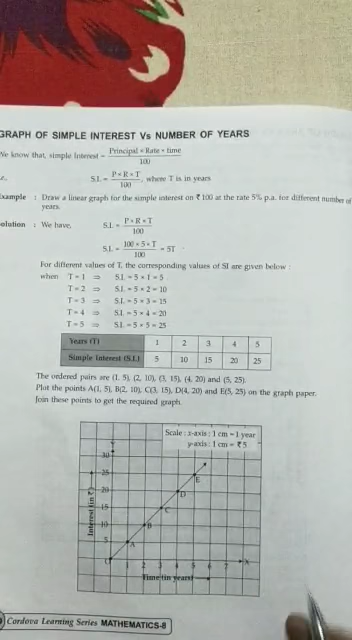 GRAPH OF SIMPLE INTEREST Vs NUMBER OF YEARS
We know that, simple Interest = Principal × Rate × time / 100
S.I. = P × R × T / 100, where T is in years
Example : Draw a linear graph for the simple interest on ₹ 100 at the rate 5% p.a. for different number of
years.
Solution : We have, S.I. = P × R × T / 100
S.I. = 100 × 5 × T / 100 = 5T
For different values of T, the corresponding values of SI are given below :
when T = 1 ⇒ S.I. = 5 × 1 = 5
T = 2 ⇒ S.I. = 5 × 2 = 10
T = 3 ⇒ S.I. = 5 × 3 = 15
T = 4 ⇒ S.I. = 5 × 4 = 20
T = 5 ⇒ S.I. = 5 × 5 = 25
Years (T) 1 2 3 4 5
Simple Interest (S.I.) 5 10 15 20 25
The ordered pairs are (1, 5), (2, 10), (3, 15), (4, 20) and (5, 25).
Plot the points A(1, 5), B(2, 10), C(3, 15), D(4, 20) and E(5, 25) on the graph paper.
Join these points to get the required graph.
Scale : x-axis : 1 cm = 1 year
y-axis : 1 cm = ₹ 5
Y
30
25
E
20
D
15
C
10
B
5
A
Interest (in ₹)
O 1 2 3 4 5 6 7 X
Time (in years)
Cordova Learning Series MATHEMATICS-8